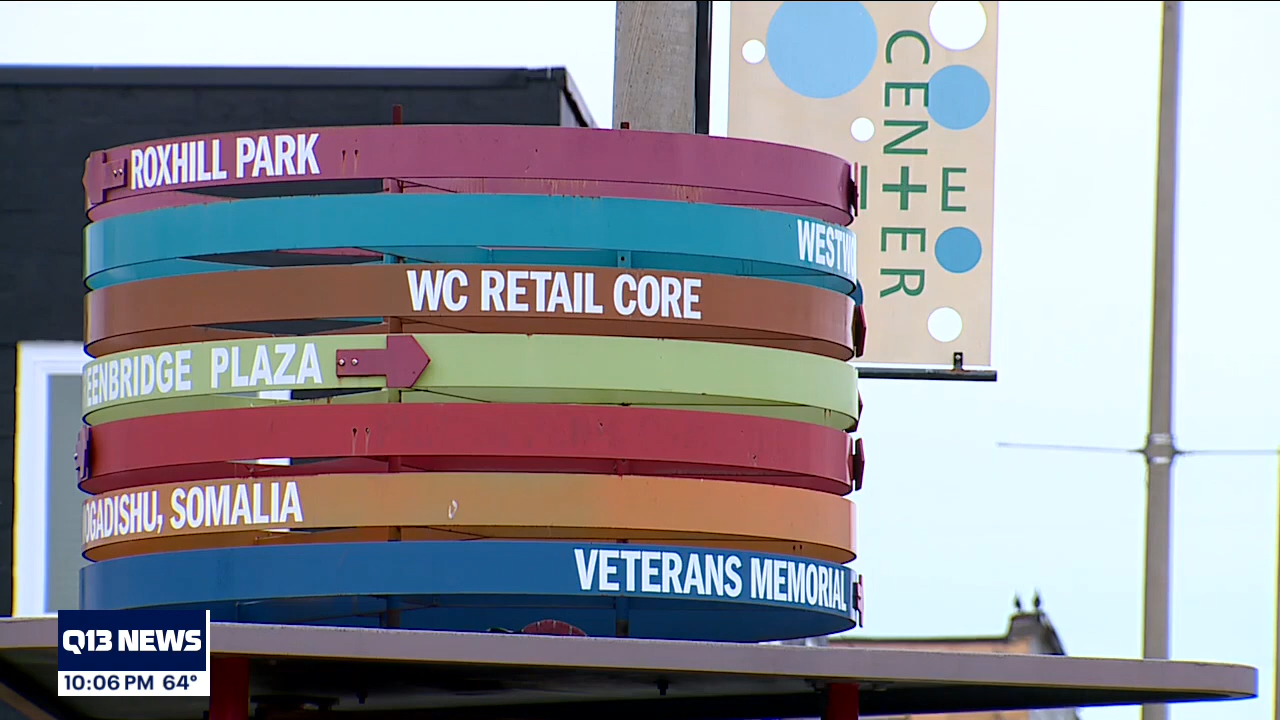 ROXHILL PARK
WESTW
WC RETAIL CORE
EENBRIDGE PLAZA
OGADISHU, SOMALIA
VETERANS MEMORIAL
CENTER
E
Q13 NEWS
10:06 PM 64°